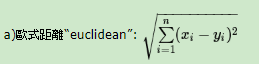 a)歐式距離“euclidean”: $\sqrt{\sum_{i=1}^{n}(x_i - y_i)^2}$